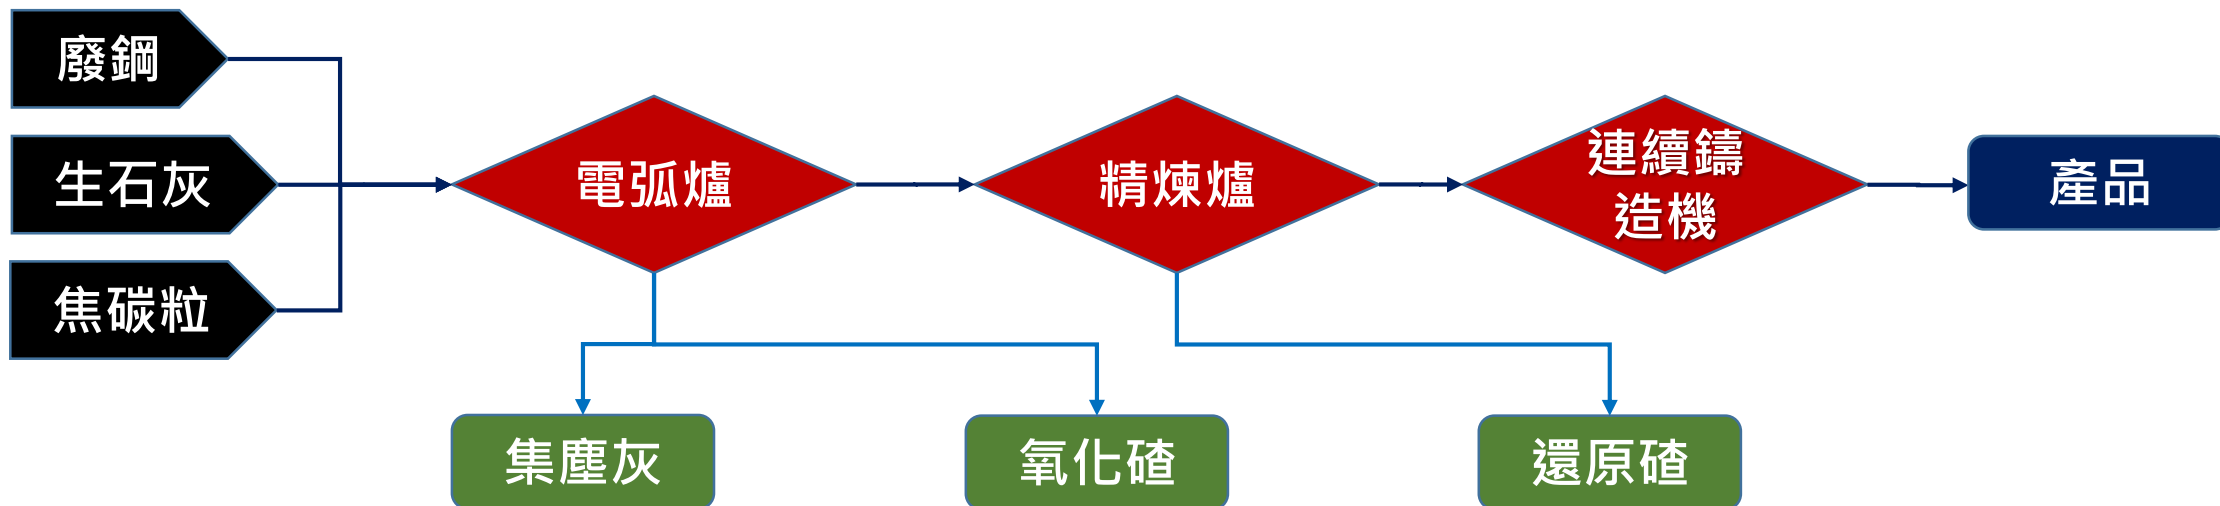 廢鋼
生石灰
焦碳粒
電弧爐
精煉爐
連續鑄
造機
產品
集塵灰
氧化碴
還原碴